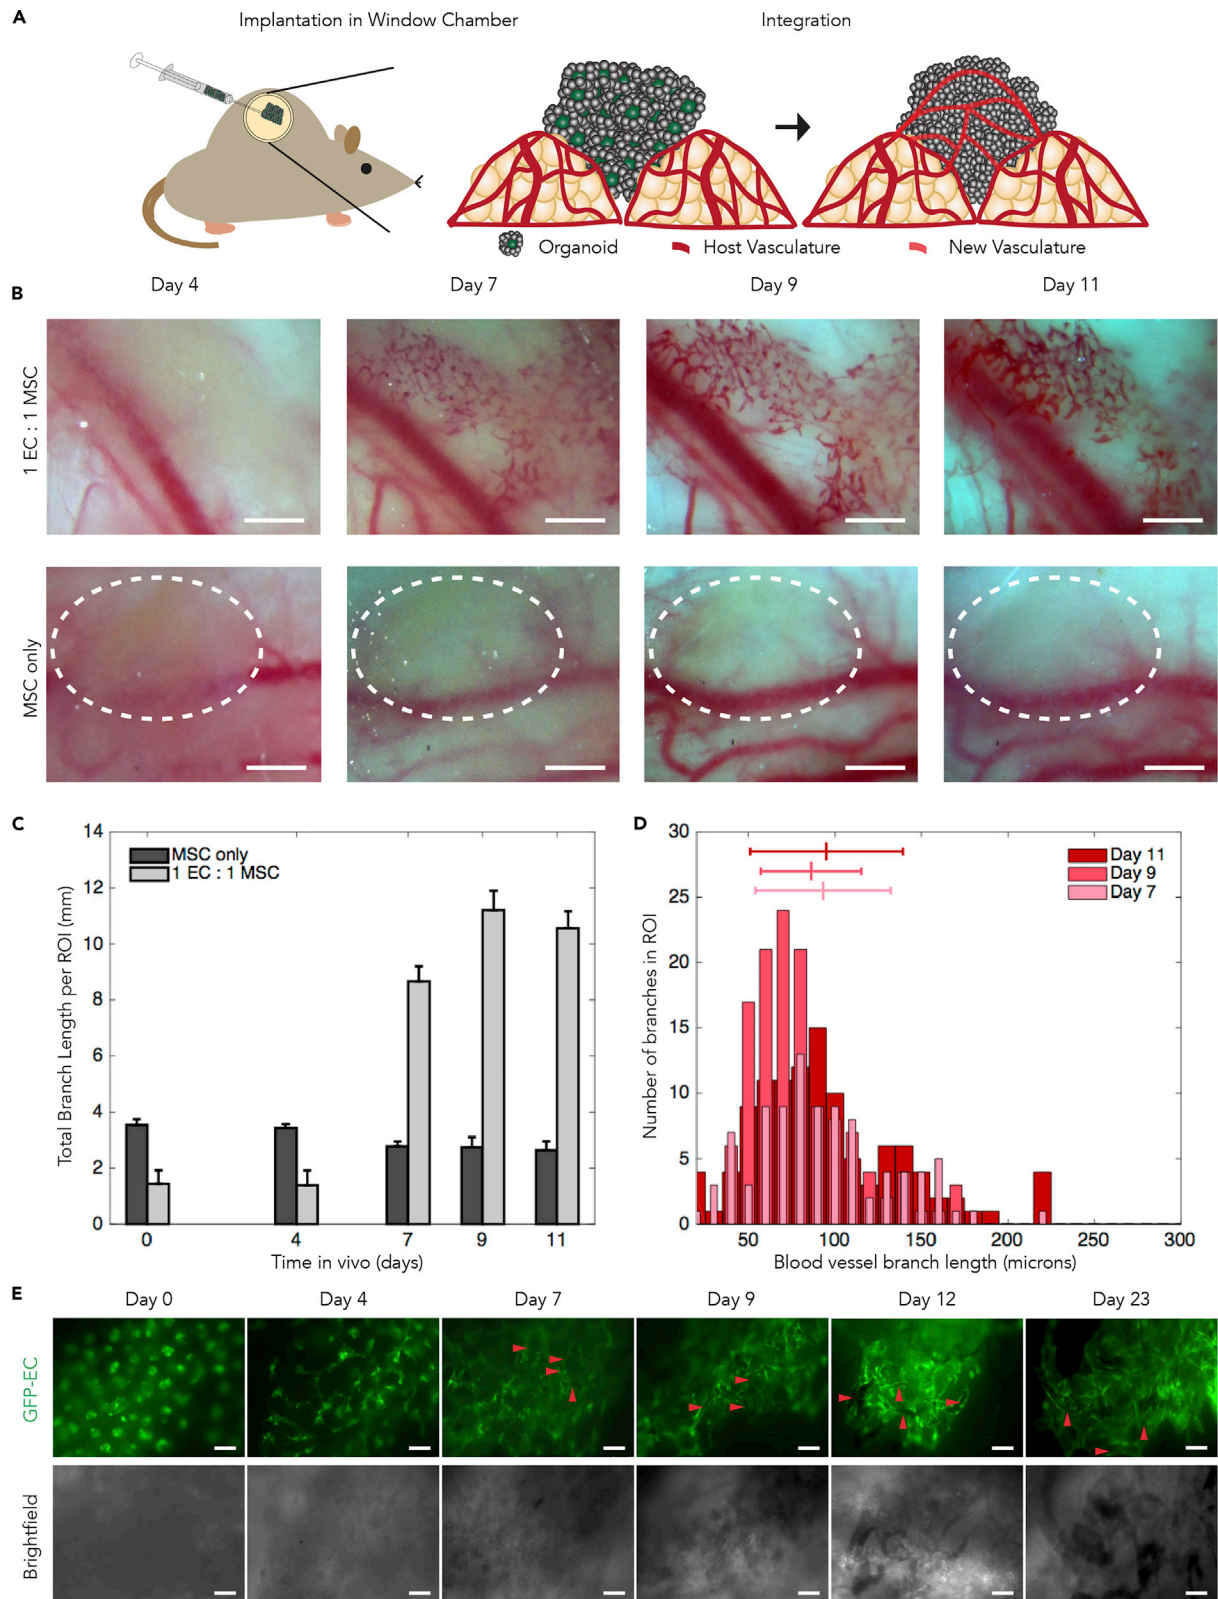 A
Implantation in Window Chamber
Integration
Organoid
Host Vasculature
New Vasculature
B
Day 4
Day 7
Day 9
Day 11
1 EC : 1 MSC
MSC only
C
Total Branch Length per ROI (mm)
14
12
10
8
6
4
2
0
MSC only
1 EC : 1 MSC
0
4
7
9
11
Time in vivo (days)
D
Number of branches in ROI
30
25
20
15
10
5
0
Day 11
Day 9
Day 7
50
100
150
200
250
300
Blood vessel branch length (microns)
E
Day 0
Day 4
Day 7
Day 9
Day 12
Day 23
GFP-EC
Brightfield